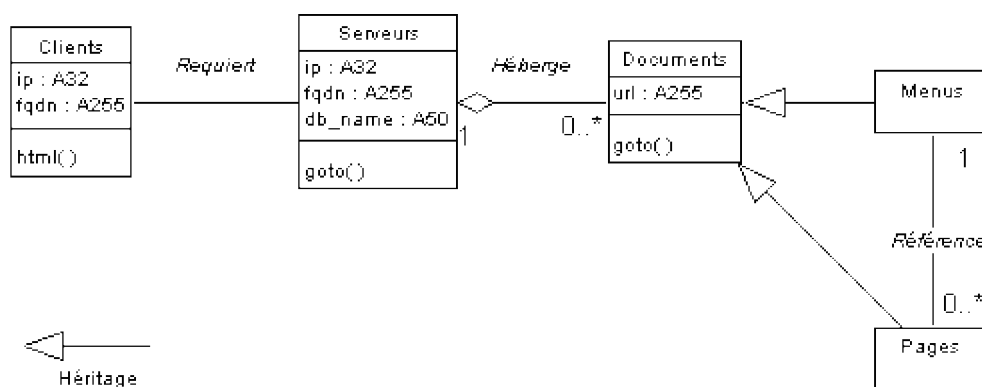 Clients
ip : A32
fqdn : A255
html()
Requiert
Serveurs
ip : A32
fqdn : A255
db_name : A50
goto()
1
Héberge
0..*
Documents
url : A255
goto()
Menus
1
Référence
0..*
Pages
Héritage